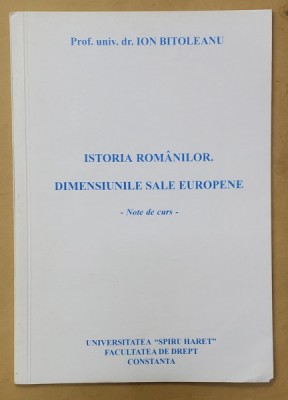 Prof. univ. dr. ION BITOLEANU
ISTORIA ROMÂNILOR.
DIMENSIUNILE SALE EUROPENE
- Note de curs -
UNIVERSITATEA "SPIRU HARET"
FACULTATEA DE DREPT
CONSTANTA